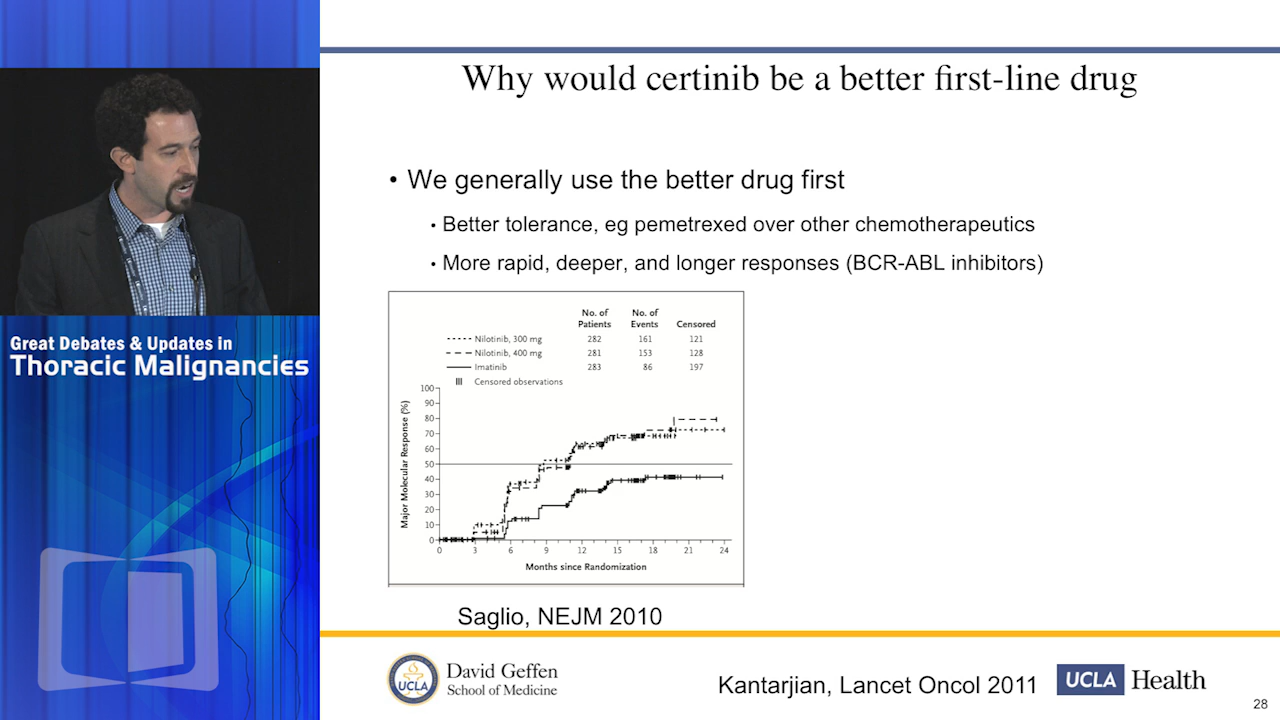 Why would certinib be a better first-line drug
• We generally use the better drug first
• Better tolerance, eg pemetrexed over other chemotherapeutics
• More rapid, deeper, and longer responses (BCR-ABL inhibitors)
Great Debates & Updates in
Thoracic Malignancies
No. of Patients No. of Events Censored
Nilotinib, 300 mg 282 161 121
Nilotinib, 400 mg 281 153 128
Imatinib 283 86 197
Censored observations
Major Molecular Response (%)
100
90
80
70
60
50
40
30
20
10
0
0 3 6 9 12 15 18 21 24
Months since Randomization
Saglio, NEJM 2010
UCLA
David Geffen
School of Medicine
Kantarjian, Lancet Oncol 2011
UCLA Health
28